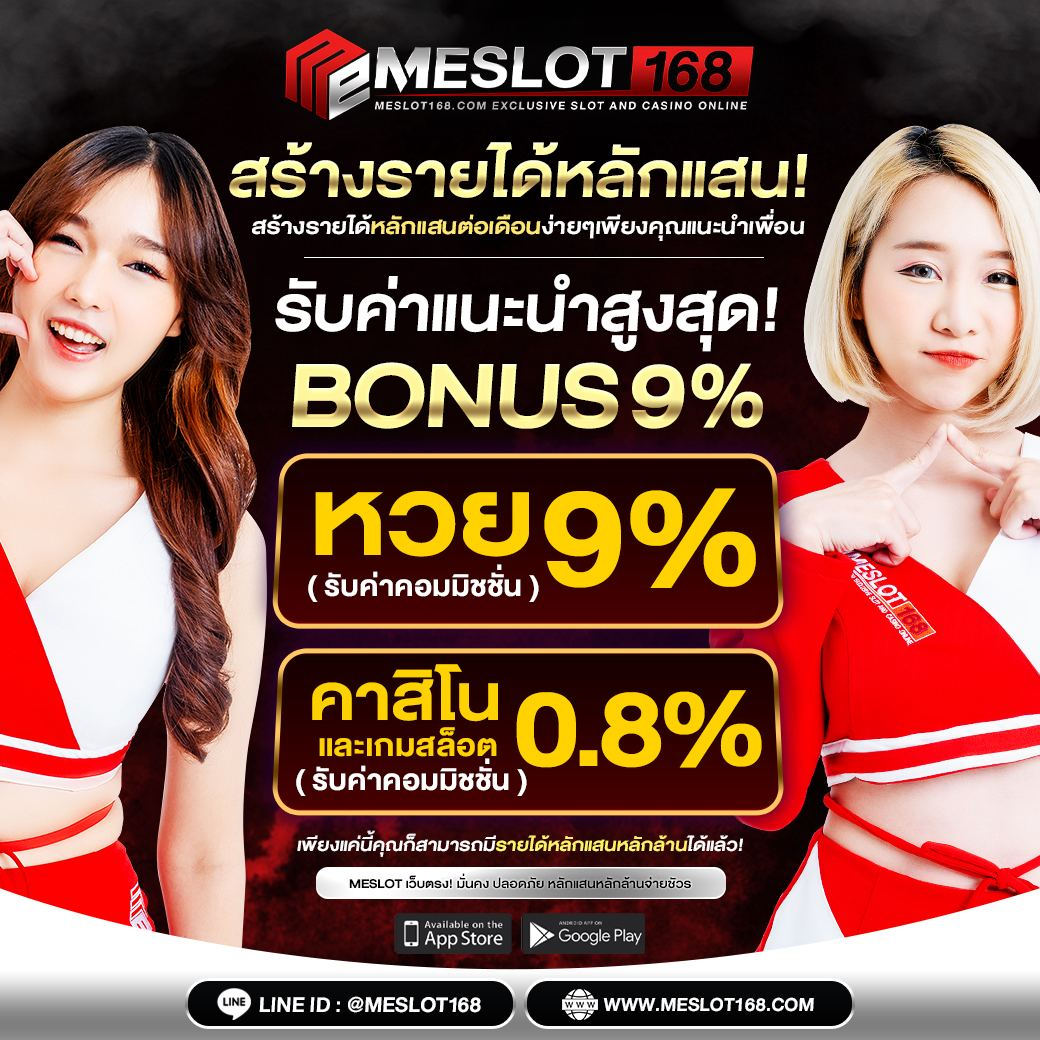 MESLOT 168
MESLOT168.COM EXCLUSIVE SLOT AND CASINO ONLINE
สร้างรายได้หลักแสน!
สร้างรายได้หลักแสนต่อเดือนง่ายๆเพียงคุณแนะนำเพื่อน
รับค่าแนะนำสูงสุด!
BONUS 9%
หวย 9%
( รับค่าคอมมิชชั่น )
MESLOT168
EXCLUSIVE SLOT AND CASINO ONLINE
คาสิโน 0.8%
และเกมสล็อต
( รับค่าคอมมิชชั่น )
เพียงแค่นี้คุณก็สามารถมีรายได้หลักแสนหลักล้านได้แล้ว!
MESLOT เว็บตรง! มั่นคง ปลอดภัย หลักแสนหลักล้านจ่ายชัวร
Available on the
App Store
ANDROID APP ON
Google Play
LINE
LINE ID : @MESLOT168
WWW
WWW.MESLOT168.COM